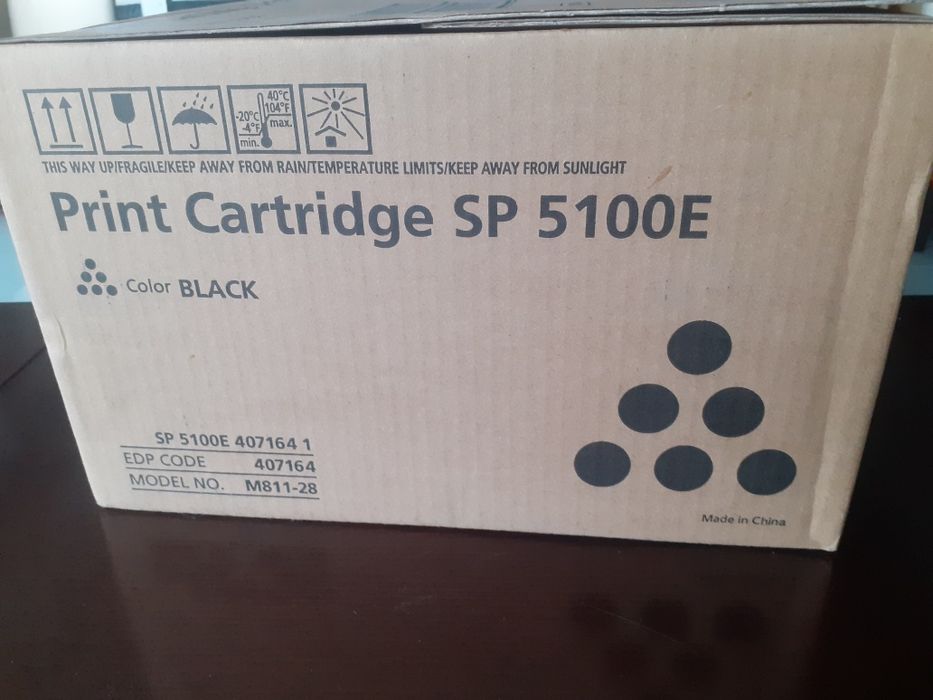 40°C
104°F
max.
-20°C
-4°F
min.
THIS WAY UP/FRAGILE/KEEP AWAY FROM RAIN/TEMPERATURE LIMITS/KEEP AWAY FROM SUNLIGHT
Print Cartridge SP 5100E
Color BLACK
SP 5100E 407164 1
EDP CODE 407164
MODEL NO. M811-28
Made in China